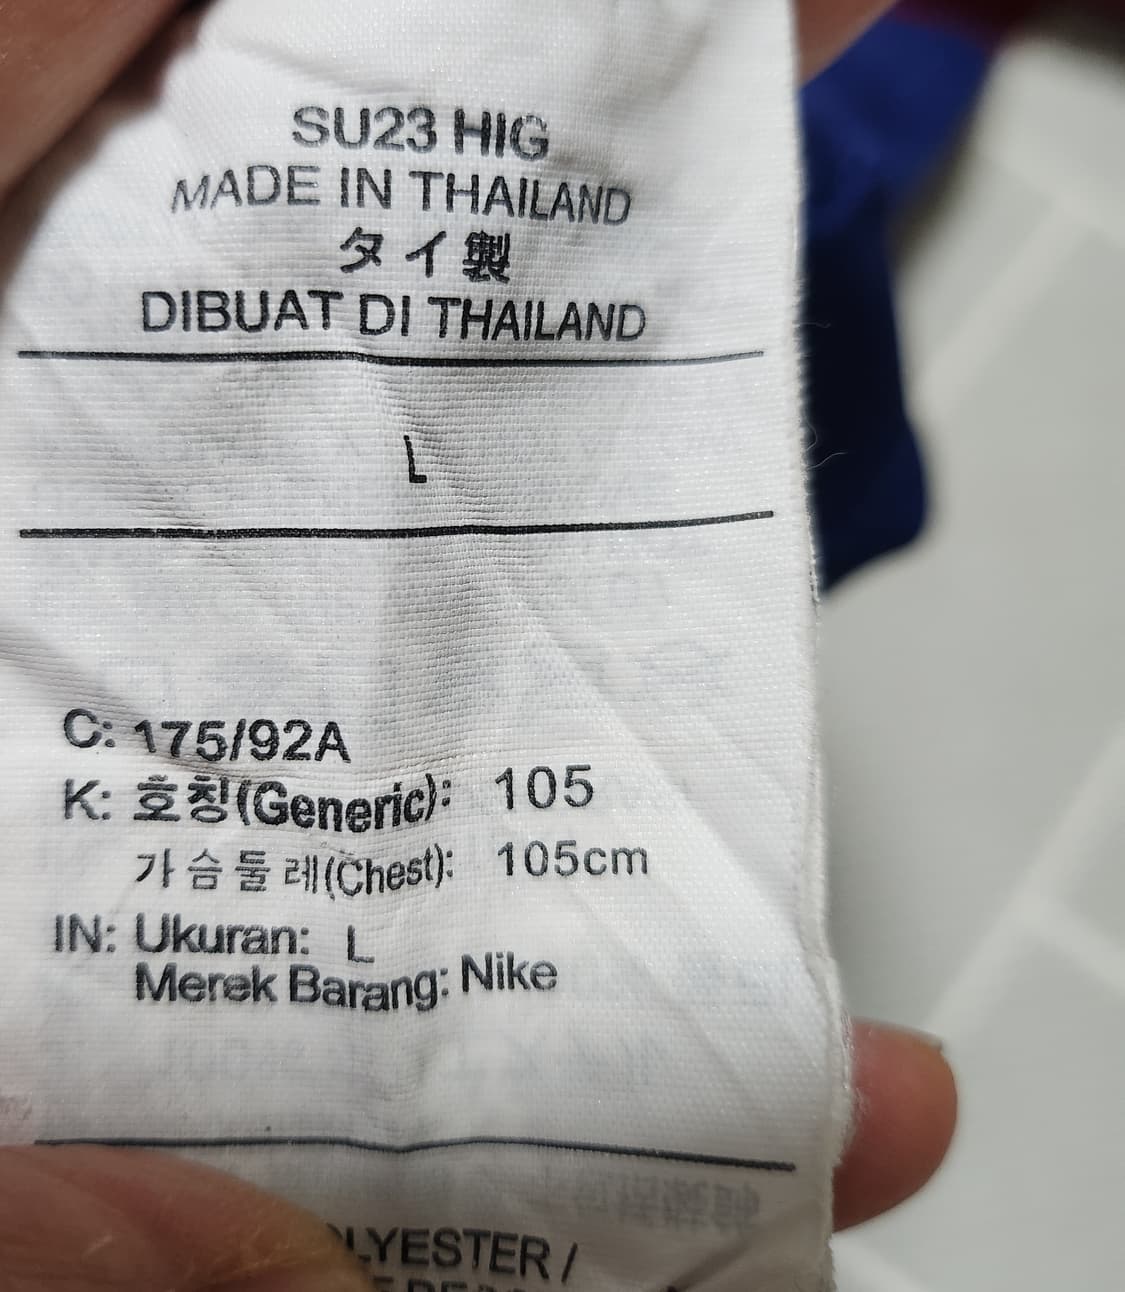 SU23 HIG
MADE IN THAILAND
タイ製
DIBUAT DI THAILAND
L
C: 175/92A
K: 호칭(Generic): 105
가슴둘레(Chest): 105cm
IN: Ukuran: L
Merek Barang: Nike
LYESTER /